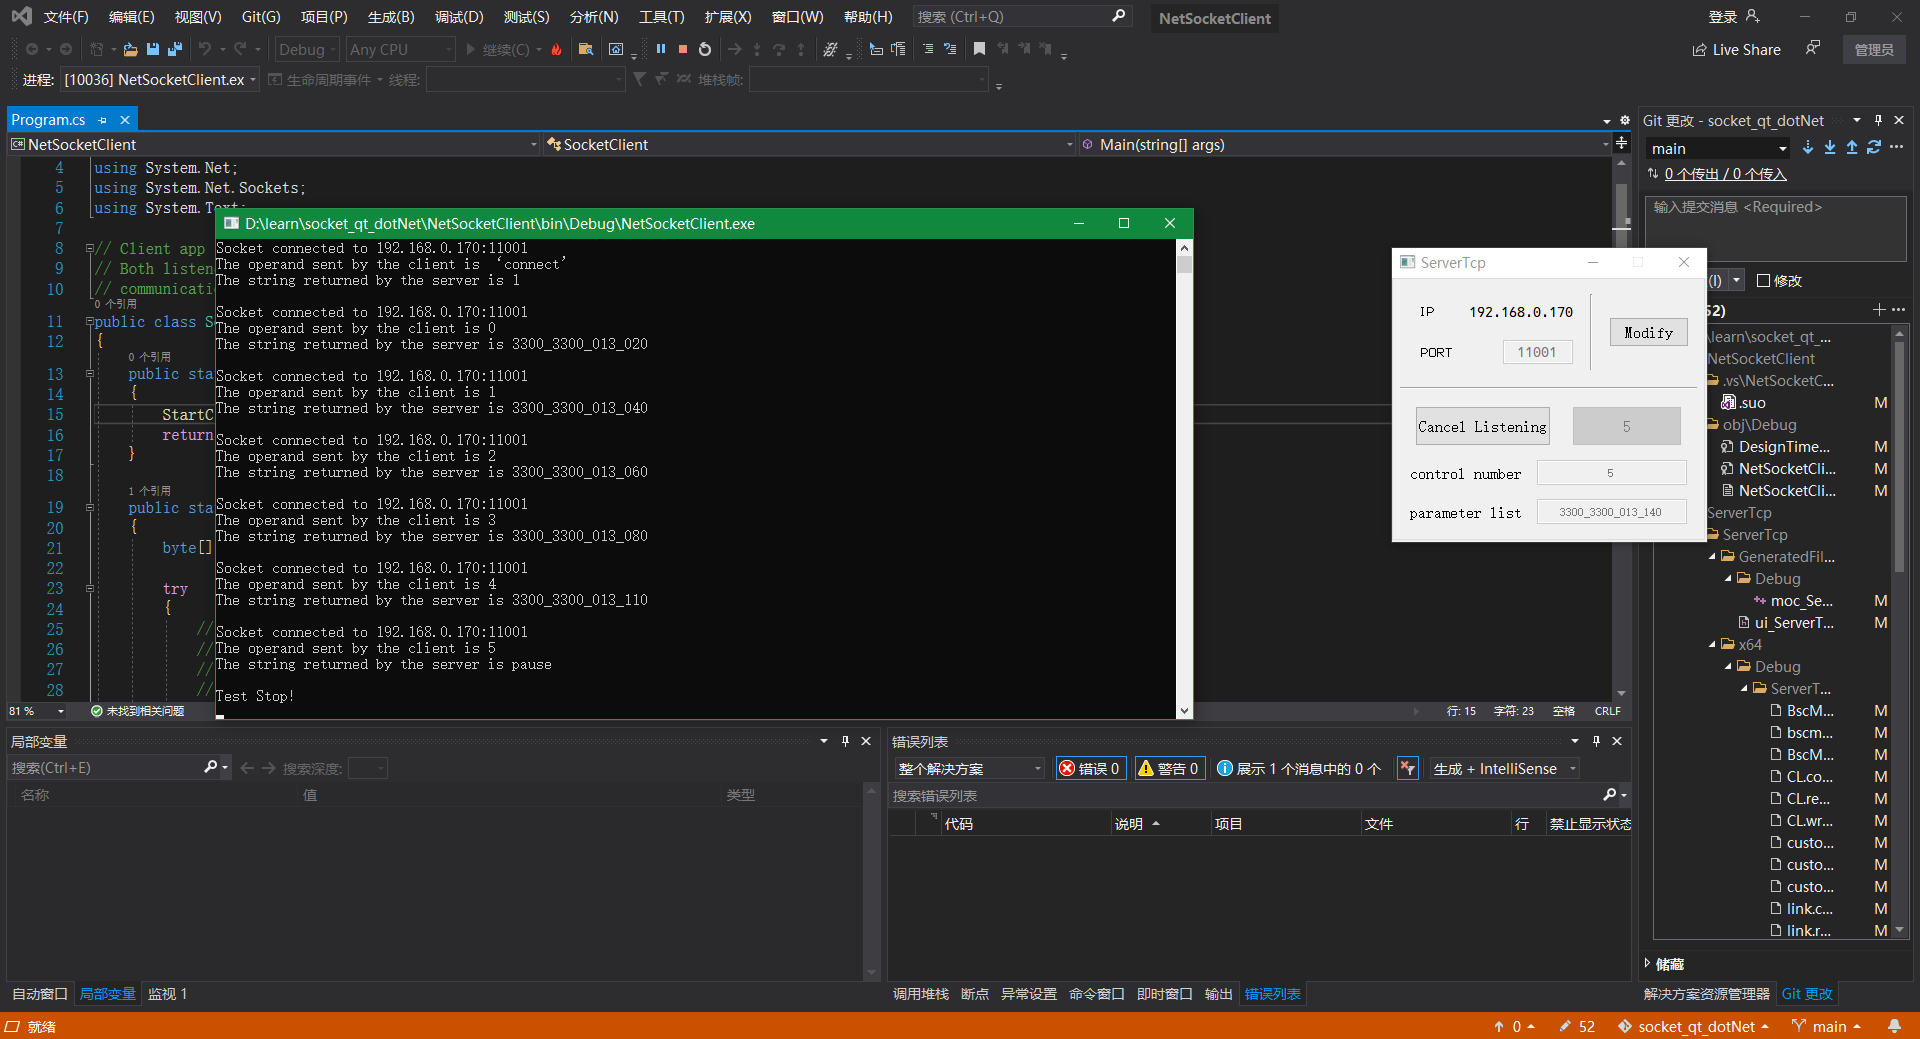 文件(F) 编辑(E) 视图(V) Git(G) 项目(P) 生成(B) 调试(D) 测试(S) 分析(N) 工具(T) 扩展(X) 窗口(W) 帮助(H) 搜索 (Ctrl+Q) NetSocketClient 登录
Debug Any CPU 继续(C) Live Share 管理员
进程: [10036] NetSocketClient.ex 生命周期事件 线程: 堆栈帧:
Program.cs
NetSocketClient SocketClient Main(string[] args)
4 using System.Net;
5 using System.Net.Sockets;
6 using System.Text;
7
8 // Client app
9 // Both listen
10 // communicatio
0 个引用
11 public class S
12 {
0 个引用
13 public sta
14 {
15 StartC
16 return
17 }
18
1 个引用
19 public sta
20 {
21 byte[]
22
23 try
24 {
25 //
26 //
27 //
28 //
81 % 未找到相关问题 行: 15 字符: 23 空格 CRLF
D:\learn\socket_qt_dotNet\NetSocketClient\bin\Debug\NetSocketClient.exe
Socket connected to 192.168.0.170:11001
The operand sent by the client is ‘connect’
The string returned by the server is 1
Socket connected to 192.168.0.170:11001
The operand sent by the client is 0
The string returned by the server is 3300_3300_013_020
Socket connected to 192.168.0.170:11001
The operand sent by the client is 1
The string returned by the server is 3300_3300_013_040
Socket connected to 192.168.0.170:11001
The operand sent by the client is 2
The string returned by the server is 3300_3300_013_060
Socket connected to 192.168.0.170:11001
The operand sent by the client is 3
The string returned by the server is 3300_3300_013_080
Socket connected to 192.168.0.170:11001
The operand sent by the client is 4
The string returned by the server is 3300_3300_013_110
Socket connected to 192.168.0.170:11001
The operand sent by the client is 5
The string returned by the server is pause
Test Stop!
ServerTcp
IP 192.168.0.170
Modify
PORT 11001
Cancel Listening 5
control number 5
parameter list 3300_3300_013_140
Git 更改 - socket_qt_dotNet
main
0 个传出 / 0 个传入
输入提交消息 <Required>
(I) 修改
52)
\learn\socket_qt_...
NetSocketClient
.vs\NetSocketC...
.suo M
obj\Debug
DesignTime... M
NetSocketCli... M
NetSocketCli... M
ServerTcp
ServerTcp
GeneratedFil...
Debug
moc_Se... M
ui_ServerT... M
x64
Debug
ServerT...
BscM... M
bscm... M
BscM... M
CL.co... M
CL.re... M
CL.wr... M
custo... M
custo... M
custo... M
link.c... M
link.r... M
储藏
解决方案资源管理器 Git 更改
局部变量
搜索(Ctrl+E) 搜索深度:
名称 值 类型
自动窗口 局部变量 监视 1
错误列表
整个解决方案 错误 0 警告 0 展示 1 个消息中的 0 个 生成 + IntelliSense
搜索错误列表
代码 说明 项目 文件 行 禁止显示状态
调用堆栈 断点 异常设置 命令窗口 即时窗口 输出 错误列表
就绪 0 52 socket_qt_dotNet main